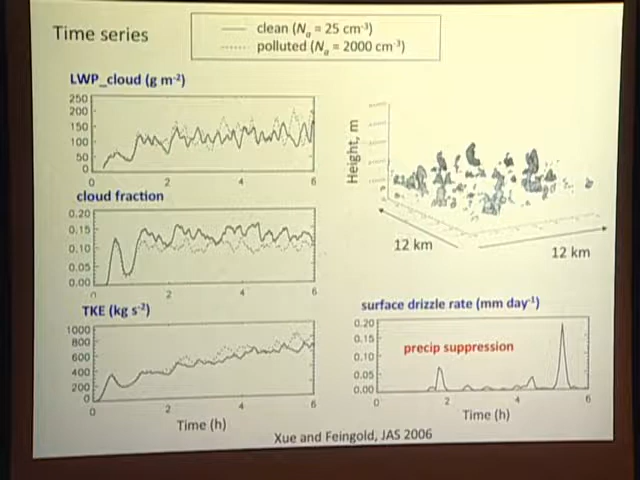 Time series
clean (Na = 25 cm-3)
polluted (Na = 2000 cm-3)
LWP_cloud (g m-2)
250
200
150
100
50
0
0 2 4 6
cloud fraction
0.20
0.15
0.10
0.05
0.00
0 2 4 6
TKE (kg s-2)
1000
800
600
400
200
0
0 2 4 6
Time (h)
Height, m
12 km
12 km
surface drizzle rate (mm day-1)
0.20
0.15
0.10
0.05
0.00
precip suppression
0 2 4 6
Time (h)
Xue and Feingold, JAS 2006